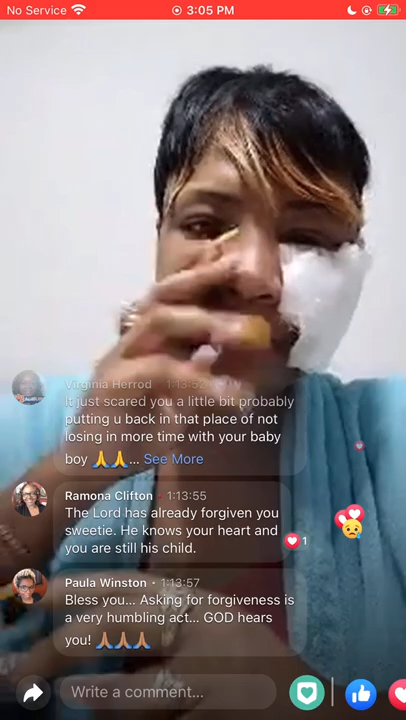 No Service 3:05 PM
Virginia Herrod 1:13:52
It just scared you a little bit probably
putting u back in that place of not
losing in more time with your baby
boy 🙏🙏... See More
Ramona Clifton • 1:13:55
The Lord has already forgiven you
sweetie. He knows your heart and
you are still his child.
1
Paula Winston • 1:13:57
Bless you... Asking for forgiveness is
a very humbling act... GOD hears
you! 🙏🏽🙏🏽🙏🏽
Write a comment...